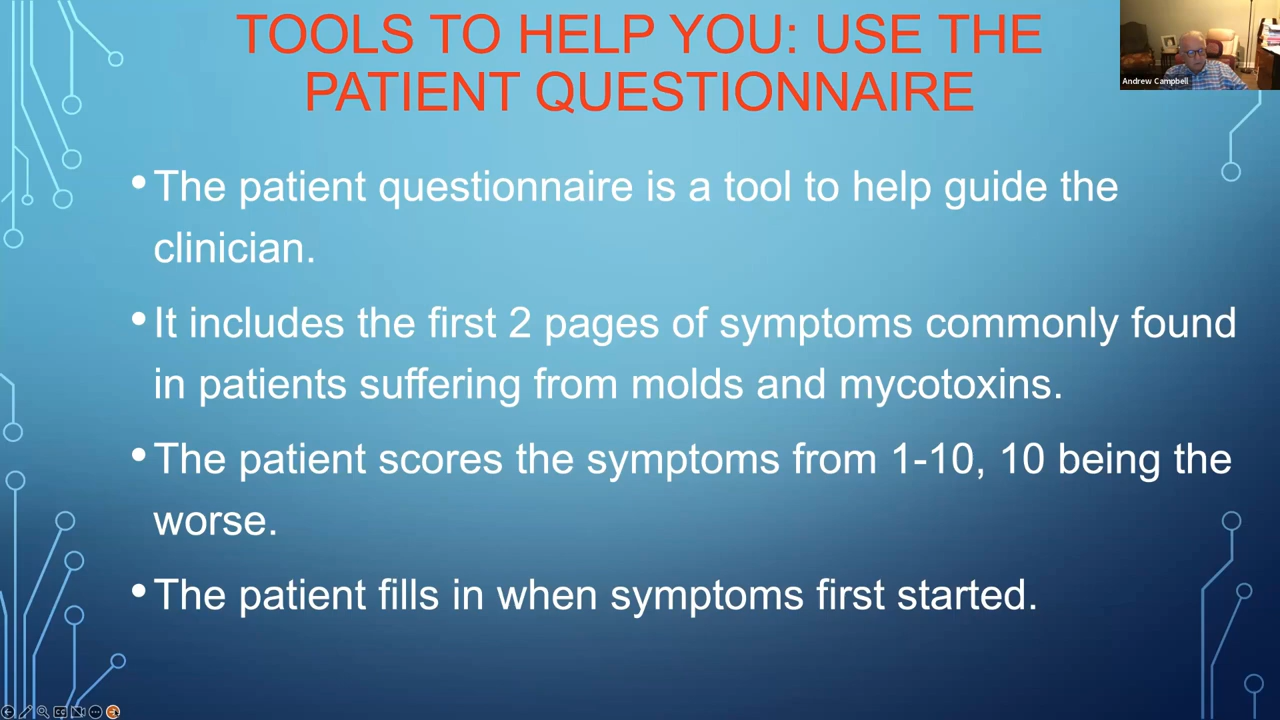 TOOLS TO HELP YOU: USE THE
PATIENT QUESTIONNAIRE
Andrew Campbell
•The patient questionnaire is a tool to help guide the
clinician.
•It includes the first 2 pages of symptoms commonly found
in patients suffering from molds and mycotoxins.
•The patient scores the symptoms from 1-10, 10 being the
worse.
•The patient fills in when symptoms first started.
CC